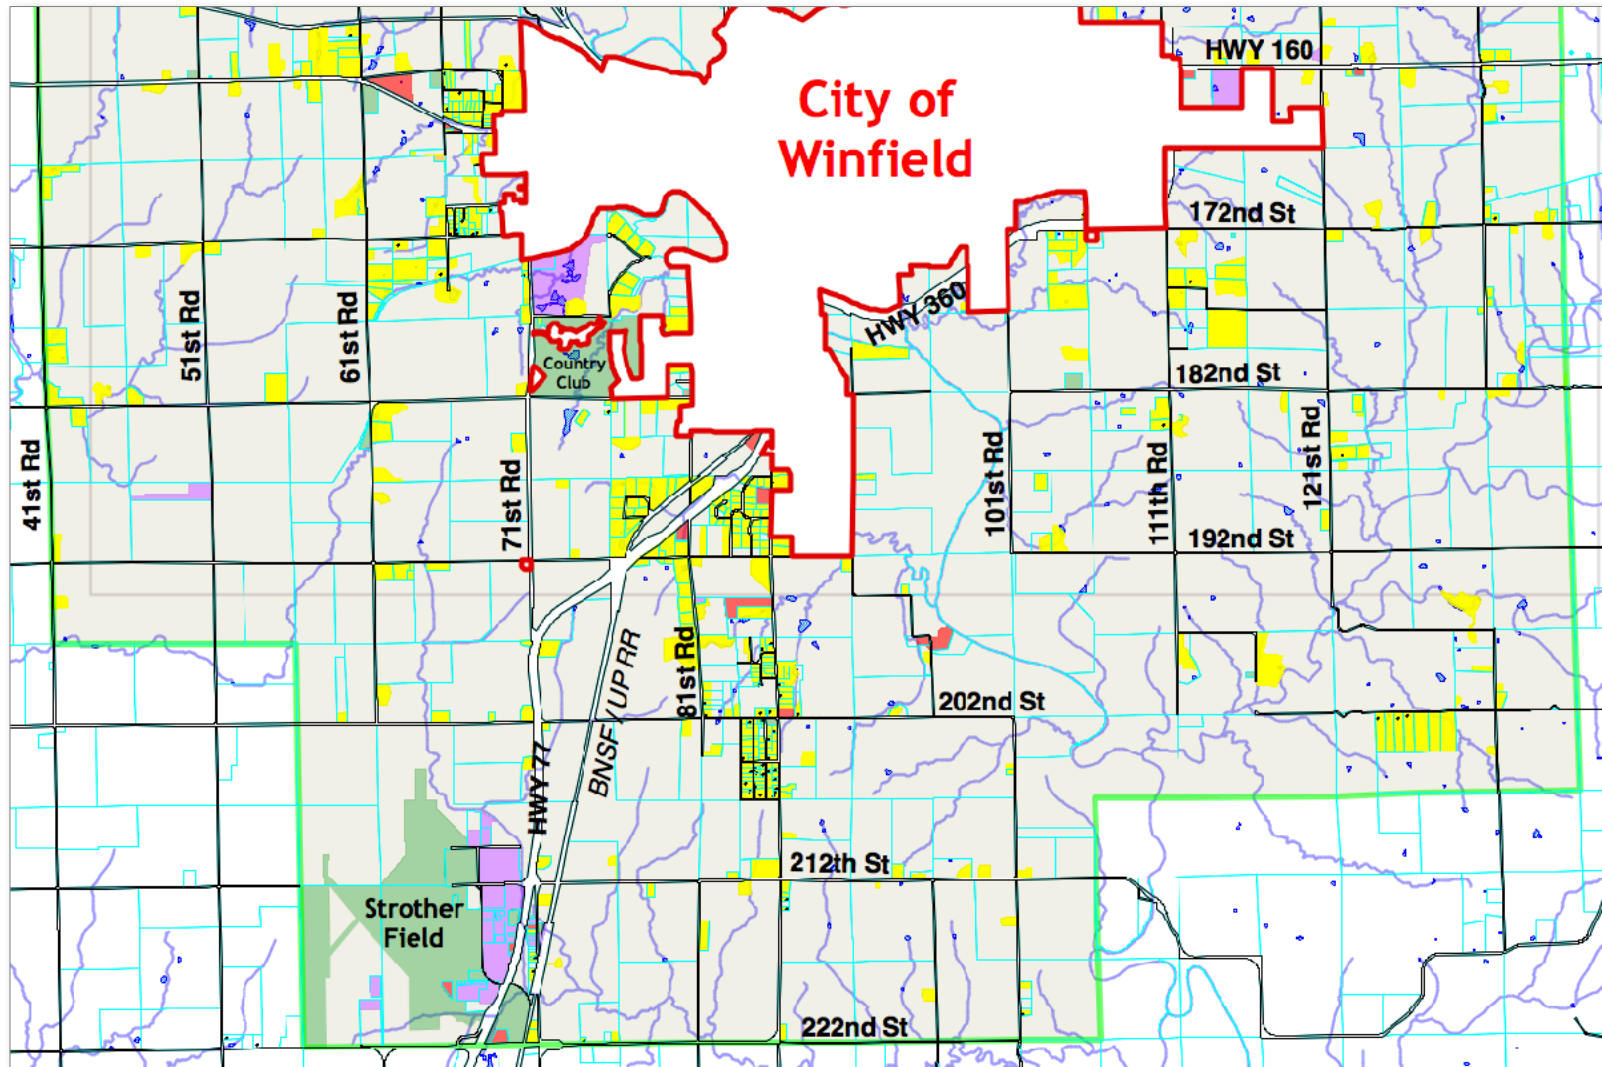 HWY 160
City of
Winfield
172nd St
HWY 360
51st Rd
61st Rd
Country
Club
182nd St
41st Rd
71st Rd
101st Rd
111th Rd
121st Rd
192nd St
81st Rd
BNSF / UP RR
202nd St
HWY 77
212th St
Strother
Field
222nd St